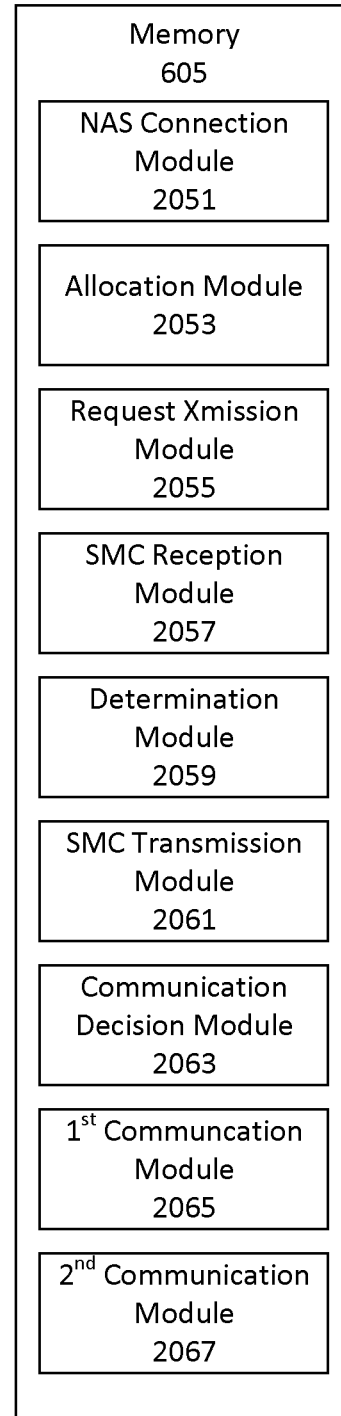 Memory
605
NAS Connection
Module
2051
Allocation Module
2053
Request Xmission
Module
2055
SMC Reception
Module
2057
Determination
Module
2059
SMC Transmission
Module
2061
Communication
Decision Module
2063
1st Communcation
Module
2065
2nd Communication
Module
2067